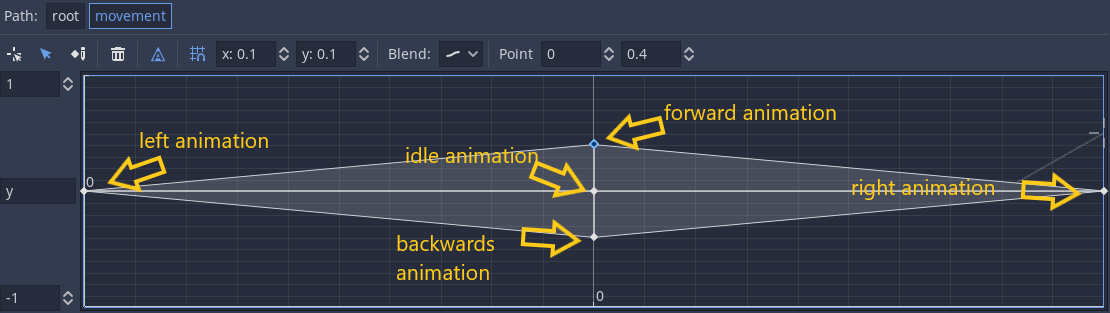 Path: root movement
x: 0.1 y: 0.1 Blend: Point 0 0.4
1
forward animation
left animation
idle animation
0
y
right animation
backwards
animation
-1
0